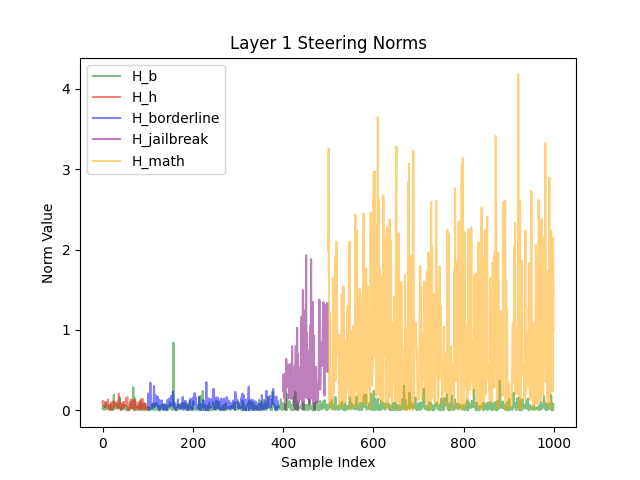 Layer 1 Steering Norms
H_b
H_h
H_borderline
H_jailbreak
H_math
Norm Value
4
3
2
1
0
0 200 400 600 800 1000
Sample Index